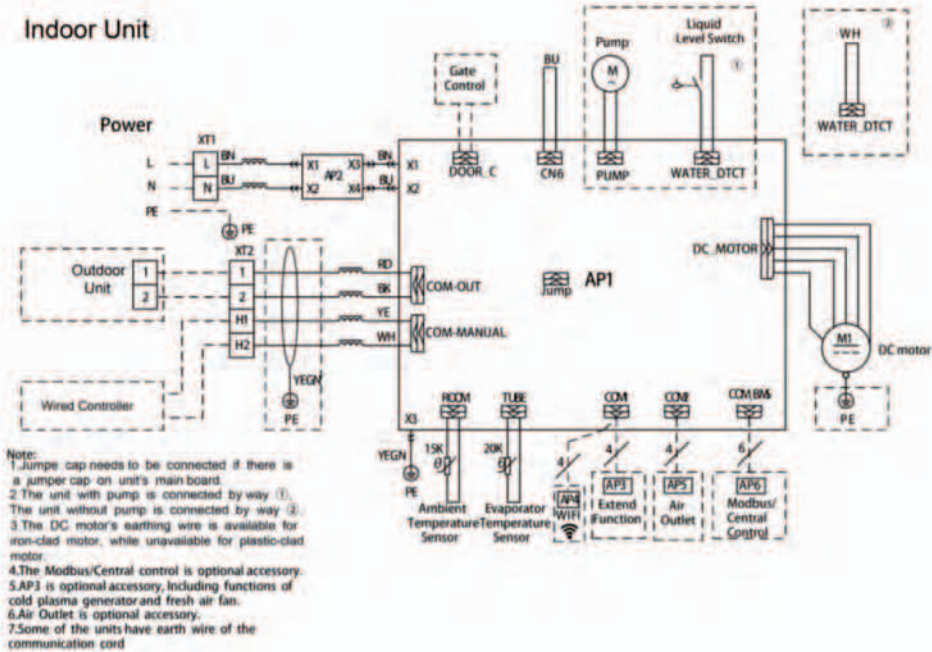 Indoor Unit
Power
XT1
L
N
PE
L
N
BN
BU
X1
X2
AP2
X3
X4
BN
BU
X1
X2
PE
Gate
Control
DOOR_C
BU
CN6
Pump
M
~
PUMP
Liquid
Level Switch
①
WATER_DTCT
WH
②
WATER_DTCT
Outdoor
Unit
1
2
XT2
1
2
H1
H2
RD
BK
YE
WH
COM-OUT
COM-MANUAL
YEGN
PE
Wired Controller
Jump
AP1
DC_MOTOR
M1
DC motor
PE
X3
YEGN
PE
ROOM
TUBE
COM1
COM2
COM BMS
15K
θ
20K
θ
4
4
4
6
Ambient
Temperature
Sensor
Evaporator
Temperature
Sensor
AP4
WIFI
AP3
Extend
Function
AP5
Air
Outlet
AP6
Modbus/
Central
Control
Note:
1.Jumpe cap needs to be connected if there is
a jumper cap on unit's main board.
2 The unit with pump is connected by way ①.
The unit without pump is connected by way ②.
3 The DC motor's earthing wire is available for
iron-clad motor, while unavailable for plastic-clad
motor.
4.The Modbus/Central control is optional accessory.
5.AP3 is optional accessory, Including functions of
cold plasma generator and fresh air fan.
6.Air Outlet is optional accessory.
7.Some of the units have earth wire of the
communication cord